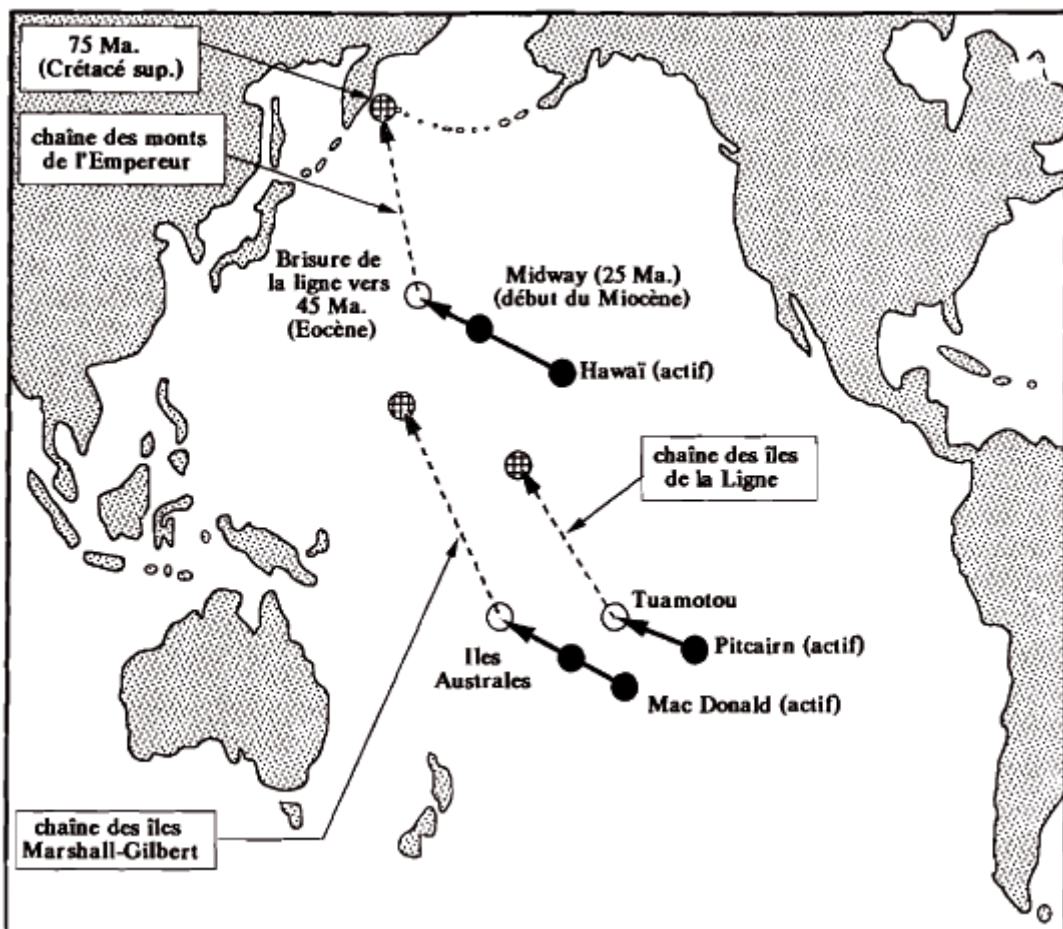 75 Ma.
(Crétacé sup.)
chaîne des monts
de l'Empereur
Brisure de
la ligne vers
45 Ma.
(Eocène)
Midway (25 Ma.)
(début du Miocène)
Hawaï (actif)
chaîne des îles
de la Ligne
Tuamotou
Pitcairn (actif)
Iles
Australes
Mac Donald (actif)
chaîne des îles
Marshall-Gilbert